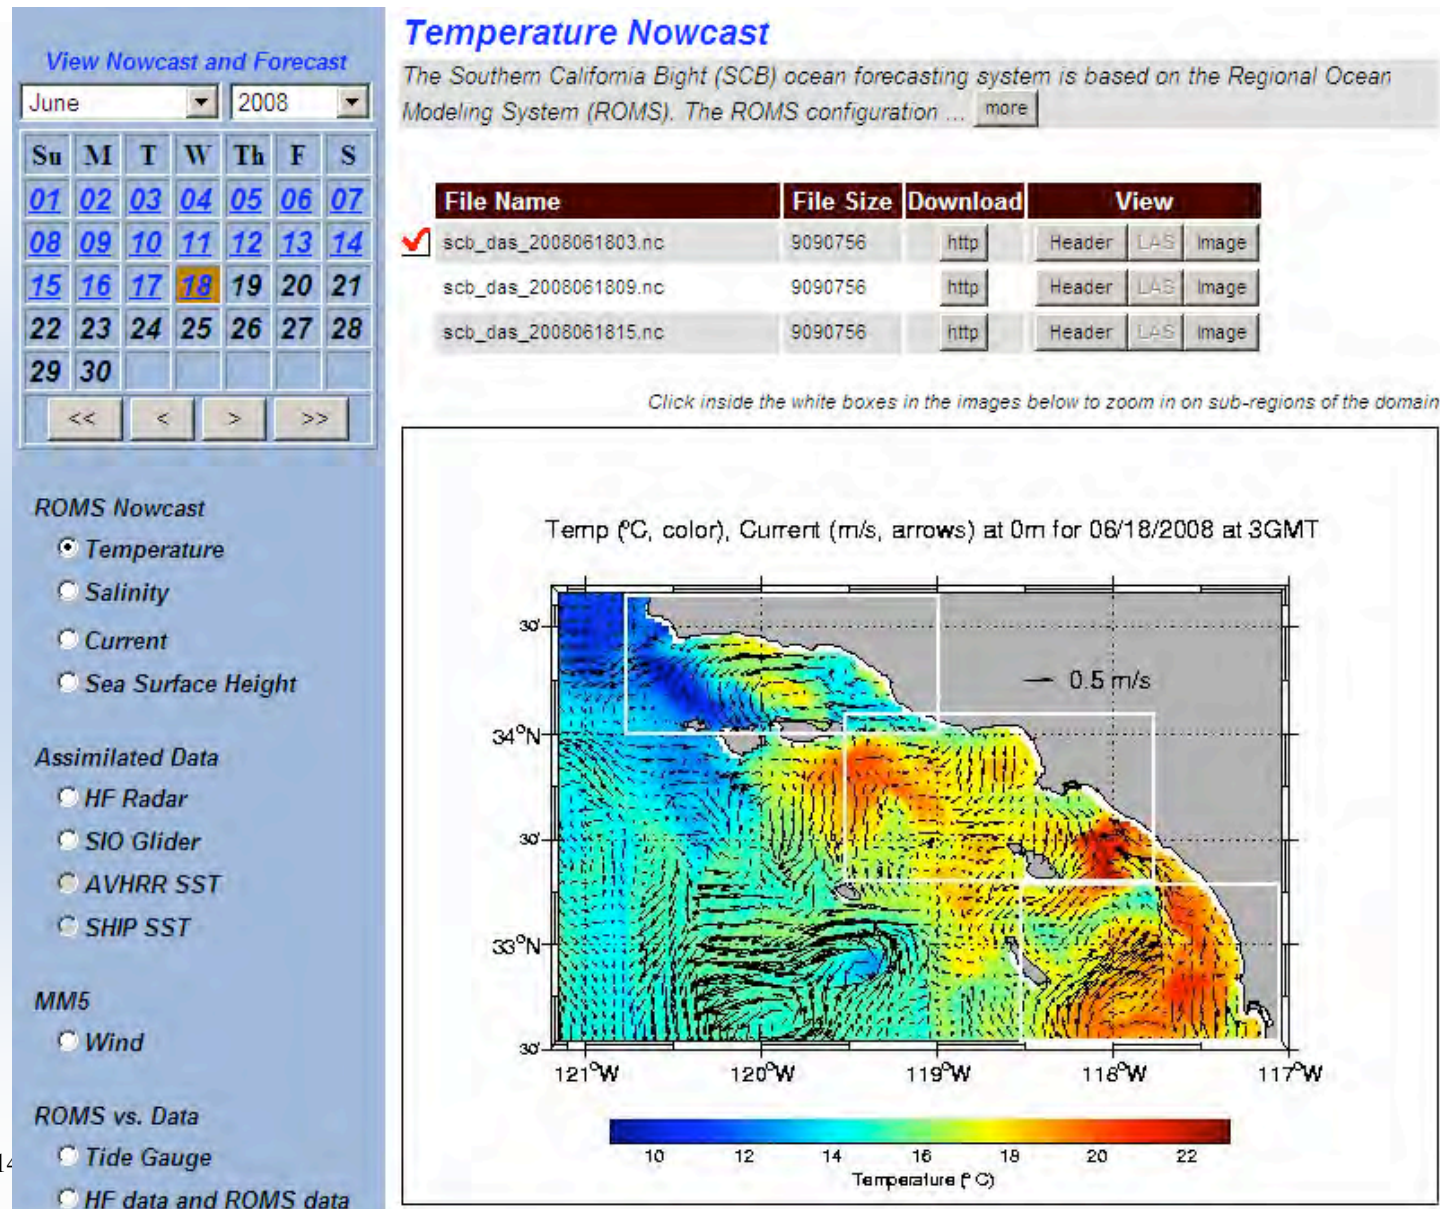 View Nowcast and Forecast
June 2008
Su M T W Th F S
01 02 03 04 05 06 07
08 09 10 11 12 13 14
15 16 17 18 19 20 21
22 23 24 25 26 27 28
29 30
<< < > >>
ROMS Nowcast
Temperature
Salinity
Current
Sea Surface Height
Assimilated Data
HF Radar
SIO Glider
AVHRR SST
SHIP SST
MM5
Wind
ROMS vs. Data
Tide Gauge
HF data and ROMS data
14
Temperature Nowcast
The Southern California Bight (SCB) ocean forecasting system is based on the Regional Ocean
Modeling System (ROMS). The ROMS configuration ... more
File Name File Size Download View
scb_das_2008061803.nc 9090756 http Header LAS Image
scb_das_2008061809.nc 9090756 http Header LAS Image
scb_das_2008061815.nc 9090756 http Header LAS Image
Click inside the white boxes in the images below to zoom in on sub-regions of the domain
Temp (ºC, color), Current (m/s, arrows) at 0m for 06/18/2008 at 3GMT
30'
0.5 m/s
34°N
30'
33°N
30'
121°W 120°W 119°W 118°W 117°W
10 12 14 16 18 20 22
Temperature (º C)